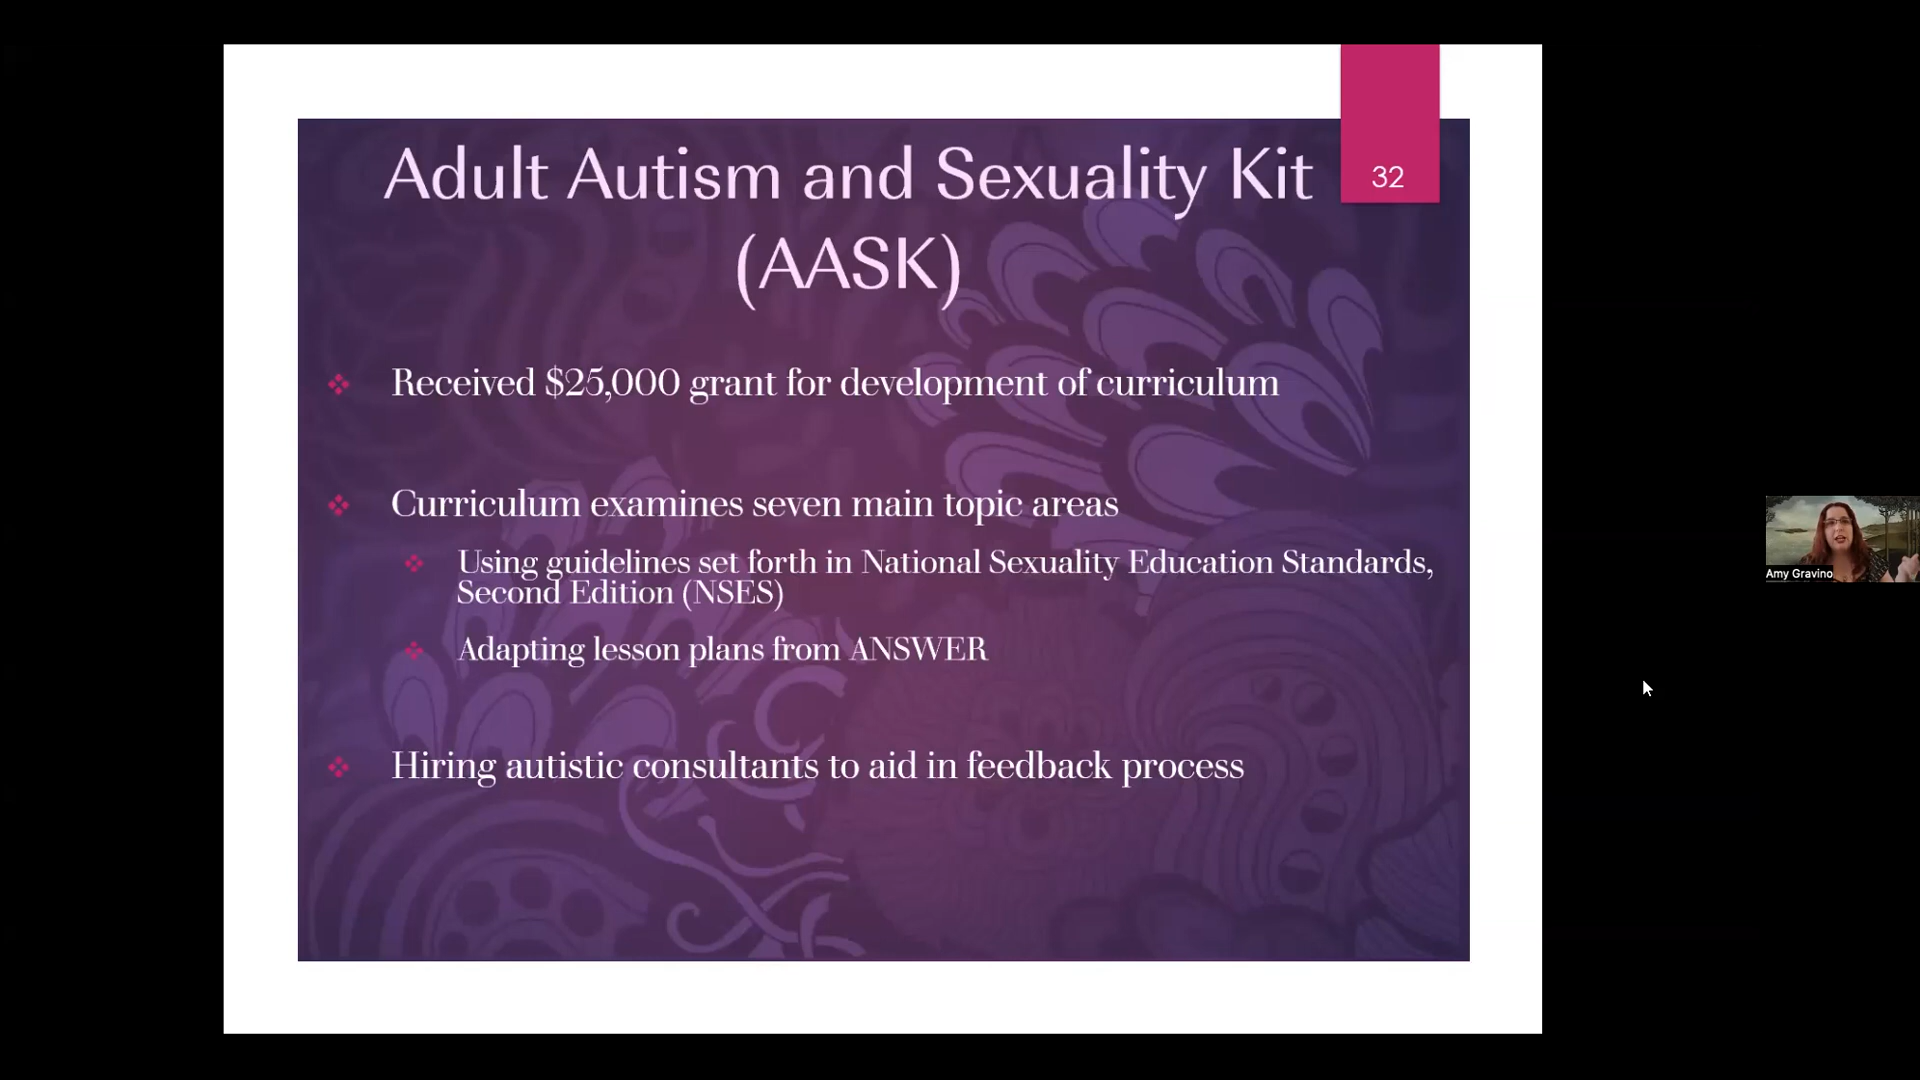 Adult Autism and Sexuality Kit
(AASK)
32
Received $25,000 grant for development of curriculum
Curriculum examines seven main topic areas
Using guidelines set forth in National Sexuality Education Standards,
Second Edition (NSES)
Adapting lesson plans from ANSWER
Hiring autistic consultants to aid in feedback process
Amy Gravino